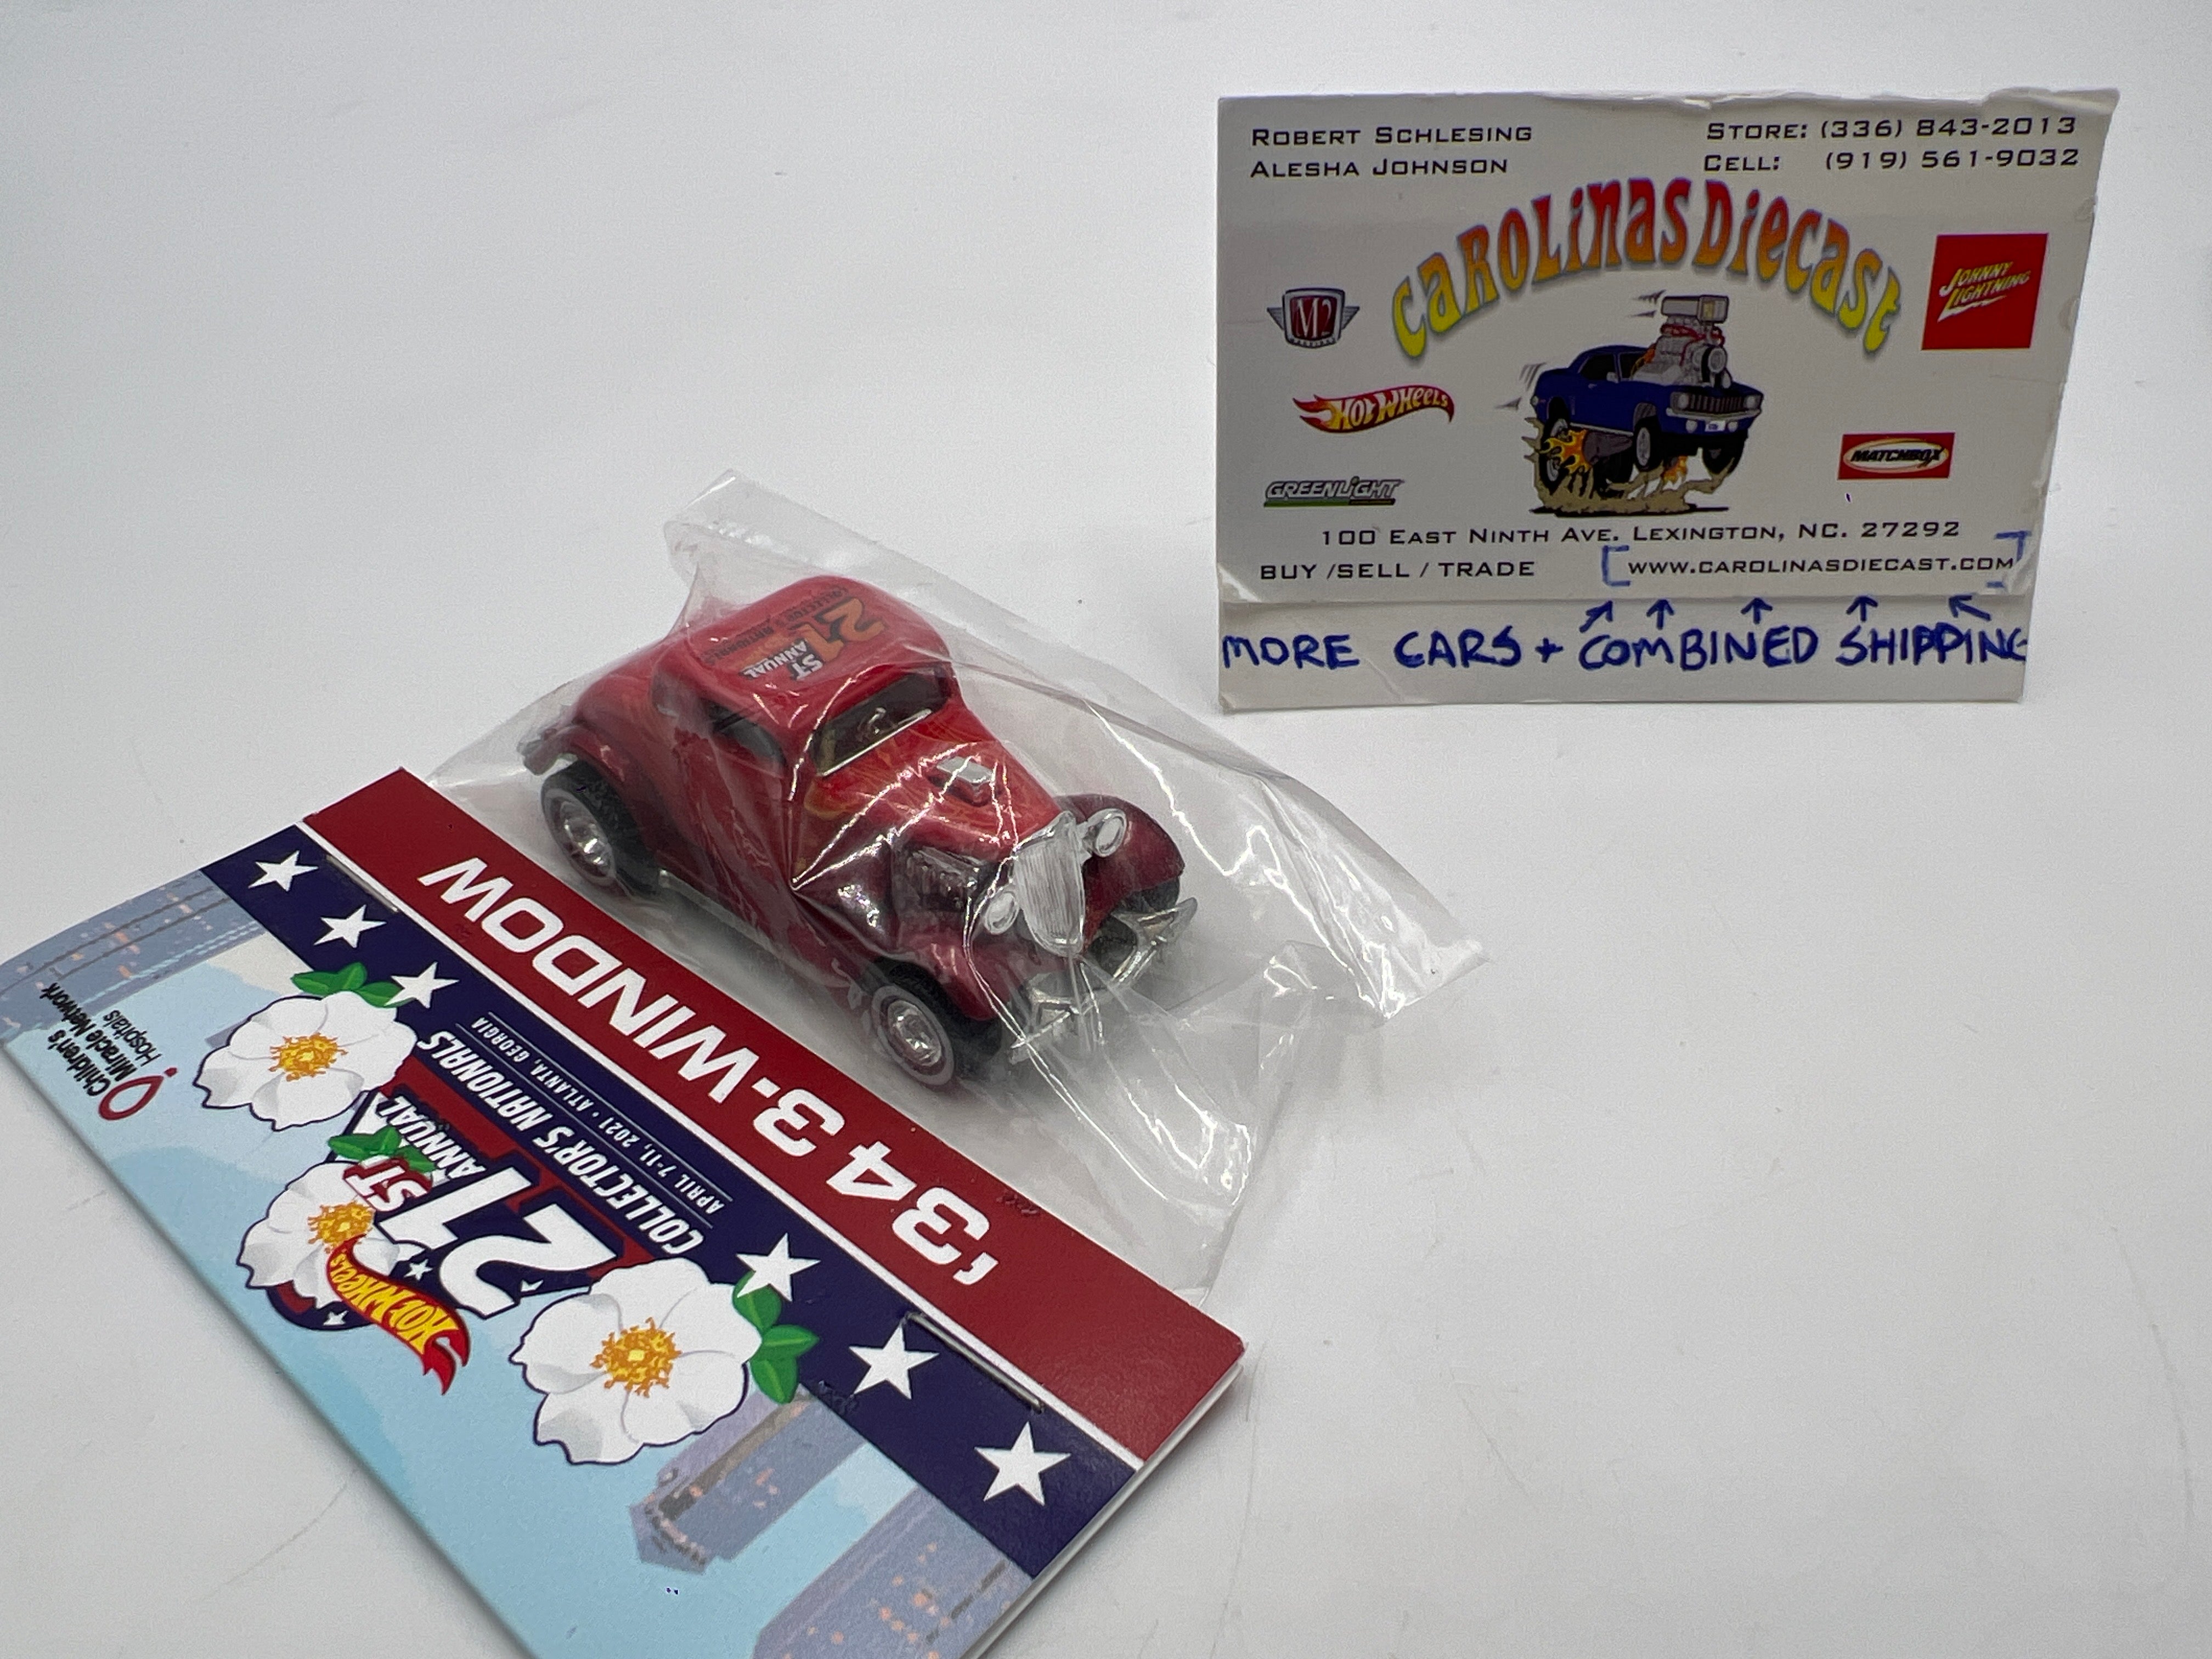 ROBERT SCHLESING
ALESHA JOHNSON
STORE: (336) 843-2013
CELL: (919) 561-9032
CAROLINAS DIECAST
M2
JOHNNY LIGHTNING
HOT WHEELS
GREENLIGHT
MATCHBOX
100 EAST NINTH AVE. LEXINGTON, NC. 27292
BUY /SELL / TRADE
WWW.CAROLINASDIECAST.COM
MORE CARS + COMBINED SHIPPING
21ST
ANNUAL
COLLECTOR'S NATIONALS
'34 3-WINDOW
HOT WHEELS
21ST
ANNUAL
COLLECTOR'S NATIONALS
APRIL 7-11, 2021 • ATLANTA, GEORGIA
Children's
Miracle Network
Hospitals